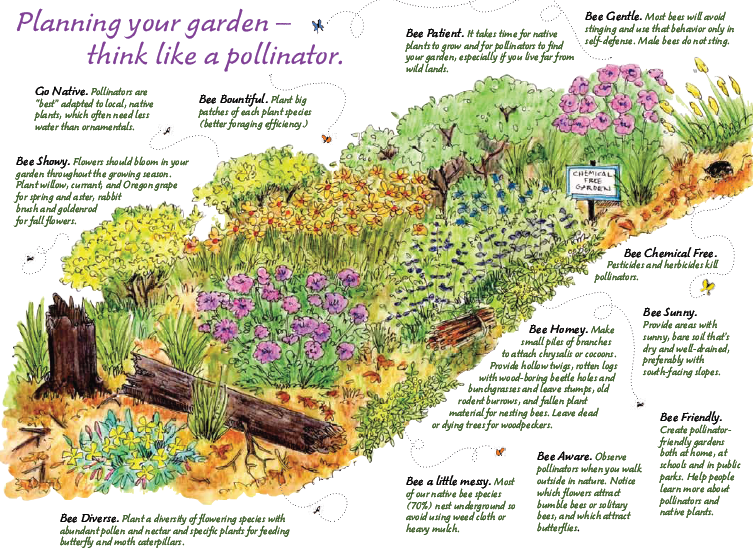 Planning your garden –
think like a pollinator.
Go Native. Pollinators are
"best" adapted to local, native
plants, which often need less
water than ornamentals.
Bee Bountiful. Plant big
patches of each plant species
(better foraging efficiency.)
Bee Patient. It takes time for native
plants to grow and for pollinators to find
your garden, especially if you live far from
wild lands.
Bee Gentle. Most bees will avoid
stinging and use that behavior only in
self-defense. Male bees do not sting.
Bee Showy. Flowers should bloom in your
garden throughout the growing season.
Plant willow, currant, and Oregon grape
for spring and aster, rabbit
brush and goldenrod
for fall flowers.
CHEMICAL
FREE
GARDEN
Bee Chemical Free.
Pesticides and herbicides kill
pollinators.
Bee Sunny.
Provide areas with
sunny, bare soil that's
dry and well-drained,
preferably with
south-facing slopes.
Bee Homey. Make
small piles of branches
to attach chrysalis or cocoons.
Provide hollow twigs, rotten logs
with wood-boring beetle holes and
bunchgrasses and leave stumps, old
rodent burrows, and fallen plant
material for nesting bees. Leave dead
or dying trees for woodpeckers.
Bee Friendly.
Create pollinator-
friendly gardens
both at home, at
schools and in public
parks. Help people
learn more about
pollinators and
native plants.
Bee a little messy. Most
of our native bee species
(70%) nest underground so
avoid using weed cloth or
heavy mulch.
Bee Aware. Observe
pollinators when you walk
outside in nature. Notice
which flowers attract
bumble bees or solitary
bees, and which attract
butterflies.
Bee Diverse. Plant a diversity of flowering species with
abundant pollen and nectar and specific plants for feeding
butterfly and moth caterpillars.